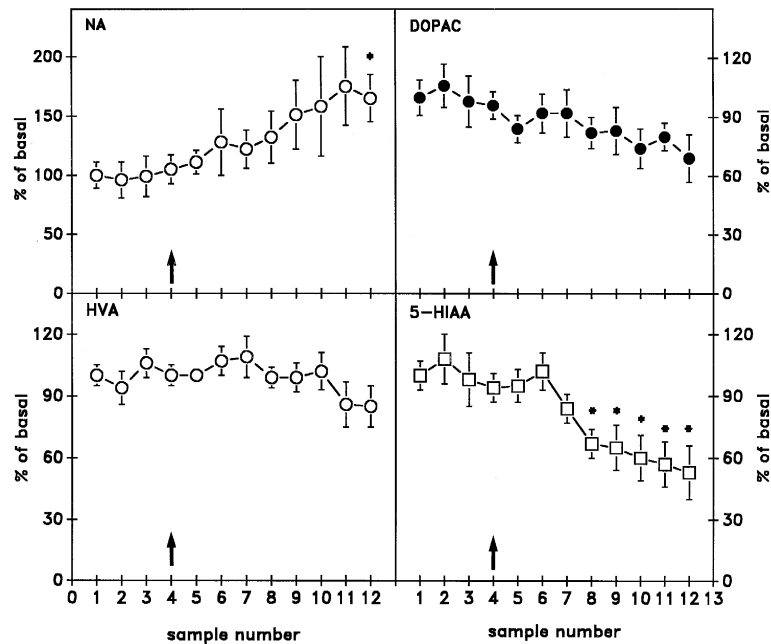 NA
DOPAC
% of basal
200
150
100
50
0
120
90
60
30
0
% of basal
HVA
5-HIAA
% of basal
120
90
60
30
0
120
90
60
30
0
% of basal
0 1 2 3 4 5 6 7 8 9 10 11 12
1 2 3 4 5 6 7 8 9 10 11 12 13
sample number
sample number